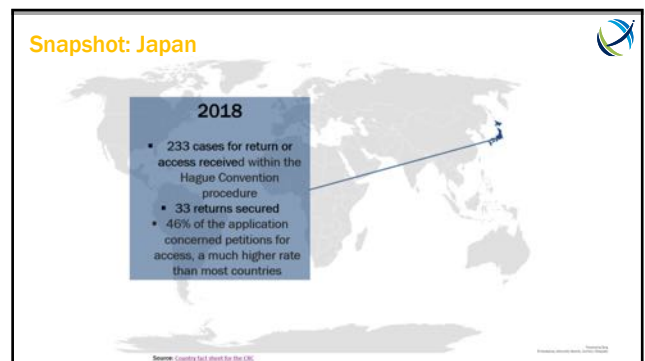 Snapshot: Japan
2018
▪ 233 cases for return or
access received within the
Hague Convention
procedure
▪ 33 returns secured
▪ 46% of the application
concerned petitions for
access, a much higher rate
than most countries
Source: Country fact sheet for the CRC